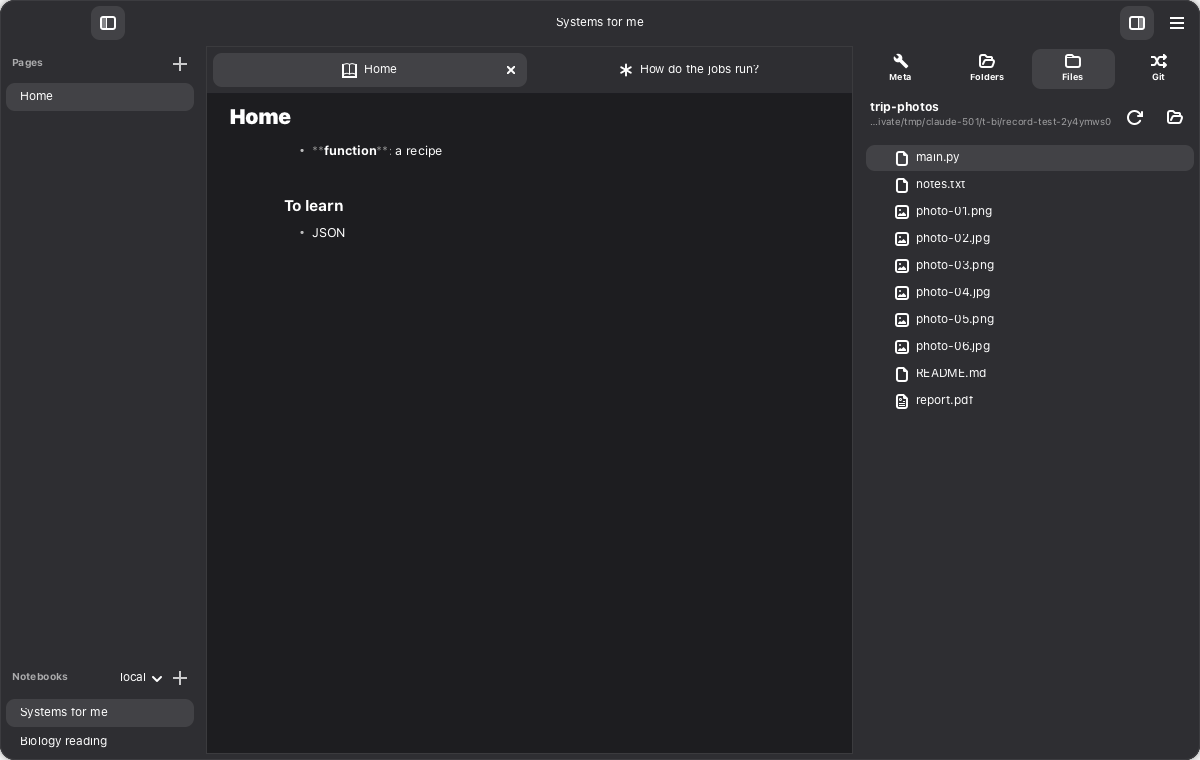 Systems for me
Pages
Home
Home
How do the jobs run?
Home
• **function**: a recipe
To learn
• JSON
Notebooks
local
Systems for me
Biology reading
Meta
Folders
Files
Git
trip-photos
...ivate/tmp/claude-501/t-bi/record-test-2y4ymws0
main.py
notes.txt
photo-01.png
photo-02.jpg
photo-03.png
photo-04.jpg
photo-05.png
photo-06.jpg
README.md
report.pdf